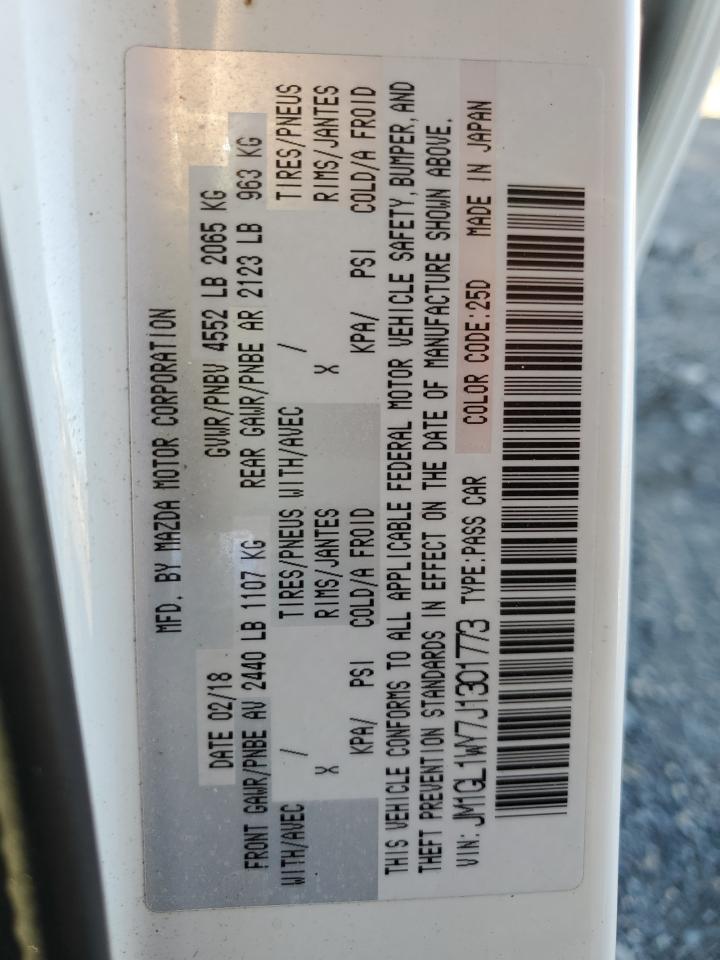 MFD. BY MAZDA MOTOR CORPORATION
DATE 02/18 GVWR/PNBV 4552 LB 2065 KG
FRONT GAWR/PNBE AV 2440 LB 1107 KG REAR GAWR/PNBE AR 2123 LB 963 KG
WITH/AVEC / TIRES/PNEUS WITH/AVEC / TIRES/PNEUS
X RIMS/JANTES X RIMS/JANTES
KPA/ PSI COLD/A FROID KPA/ PSI COLD/A FROID
THIS VEHICLE CONFORMS TO ALL APPLICABLE FEDERAL MOTOR VEHICLE SAFETY, BUMPER, AND
THEFT PREVENTION STANDARDS IN EFFECT ON THE DATE OF MANUFACTURE SHOWN ABOVE.
VIN: JM1GL1WY7J1301773 TYPE:PASS CAR COLOR CODE:25D MADE IN JAPAN